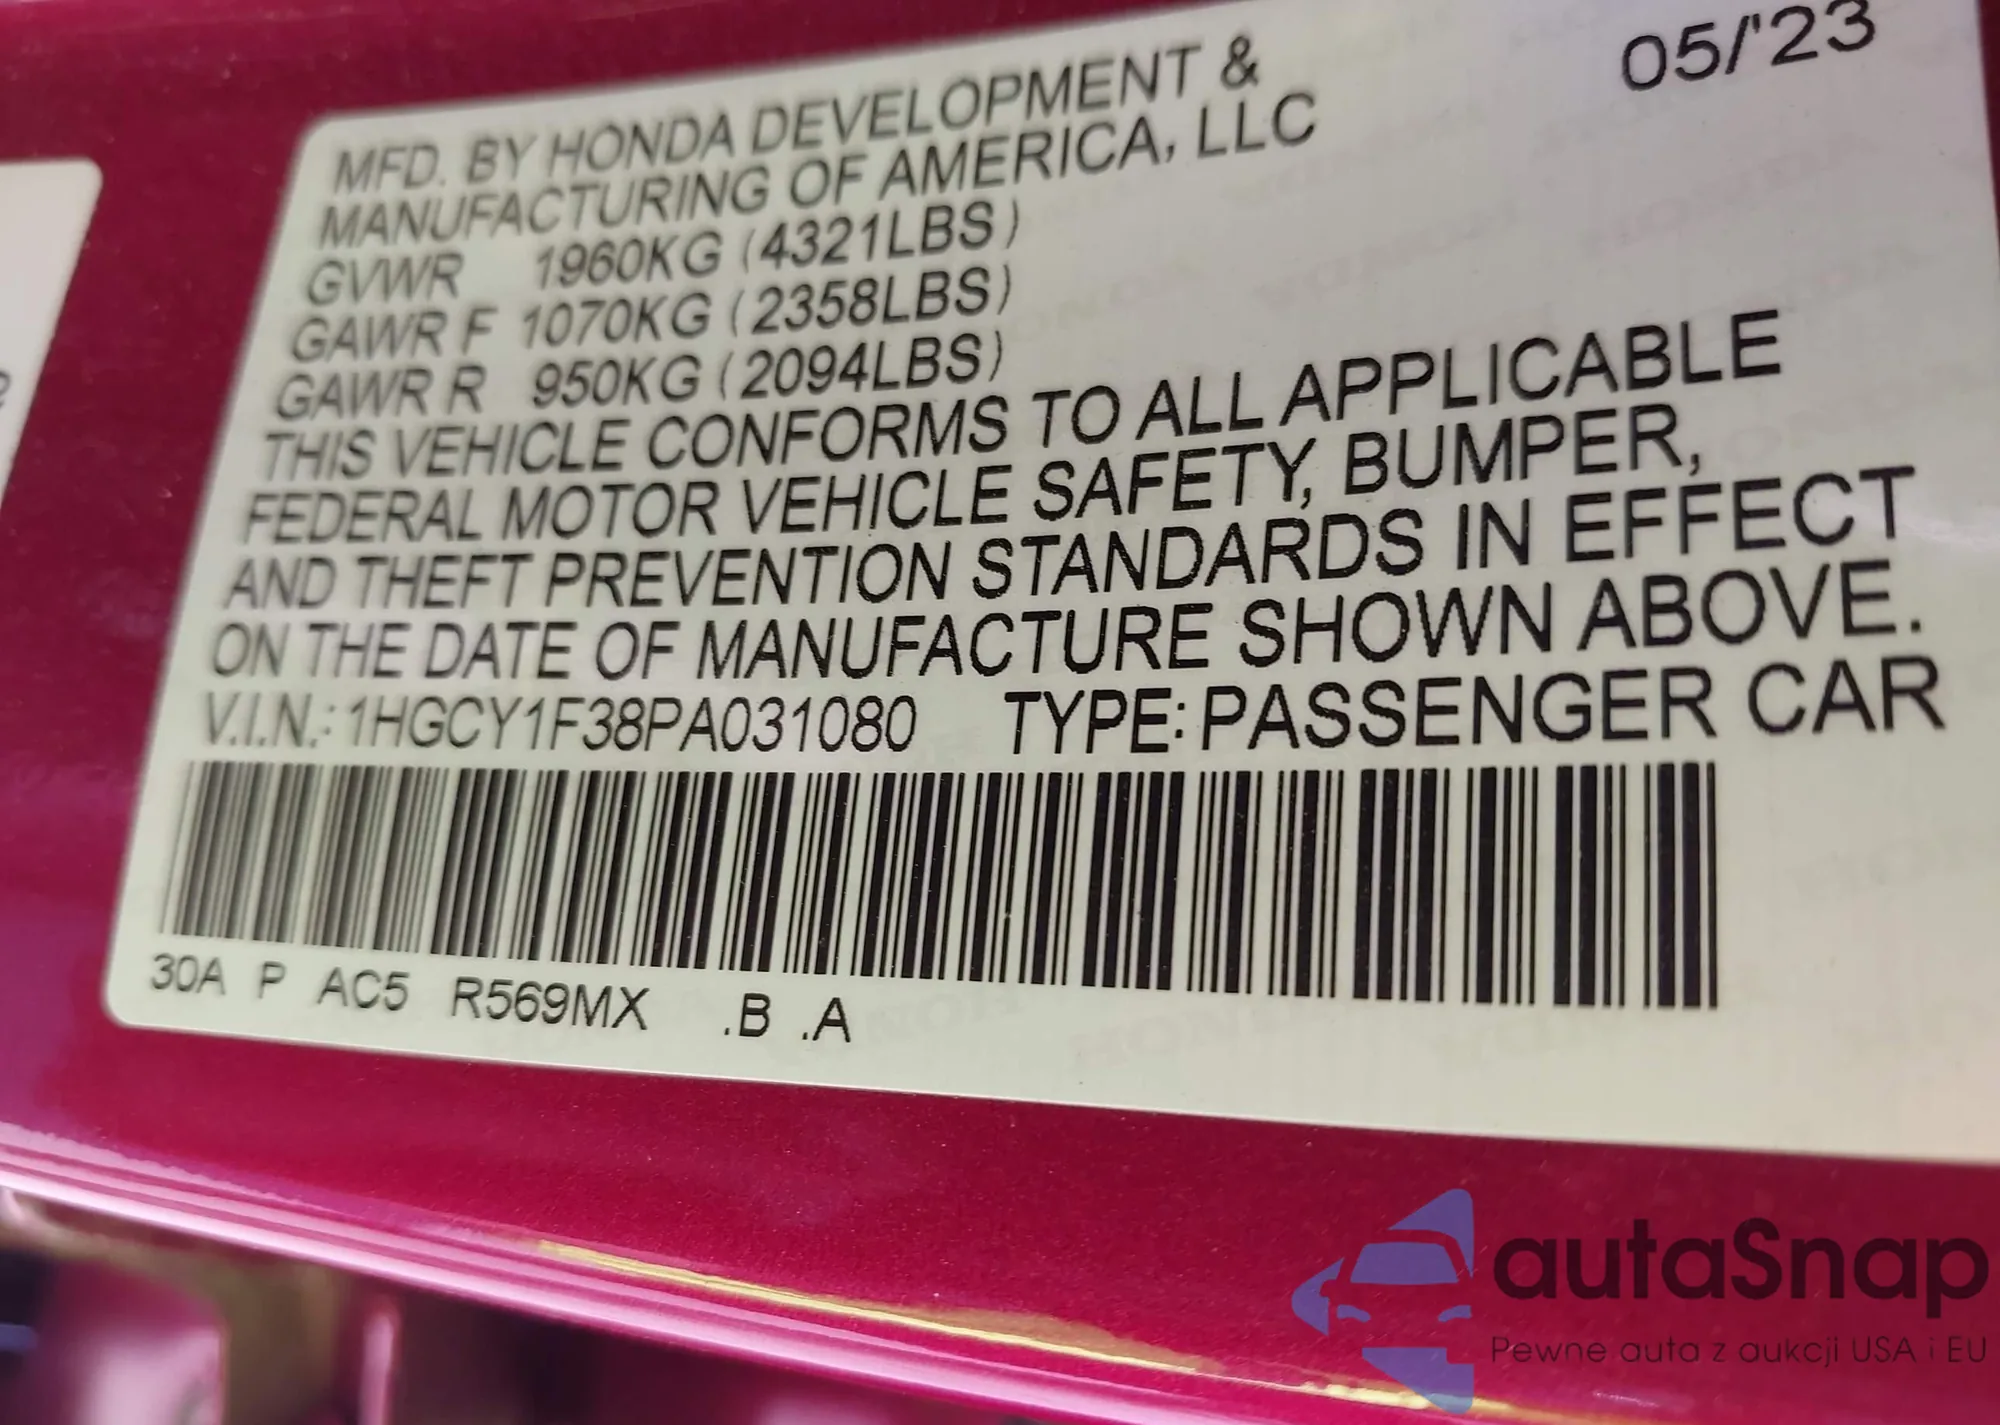 05/'23
MFD. BY HONDA DEVELOPMENT &
MANUFACTURING OF AMERICA, LLC
GVWR 1960KG (4321LBS)
GAWR F 1070KG (2358LBS)
GAWR R 950KG (2094LBS)
THIS VEHICLE CONFORMS TO ALL APPLICABLE
FEDERAL MOTOR VEHICLE SAFETY, BUMPER,
AND THEFT PREVENTION STANDARDS IN EFFECT
ON THE DATE OF MANUFACTURE SHOWN ABOVE.
V.I.N.: 1HGCY1F38PA031080 TYPE: PASSENGER CAR
30A P AC5 R569MX .B .A
autaSnap
Pewne auta z aukcji USA i EU